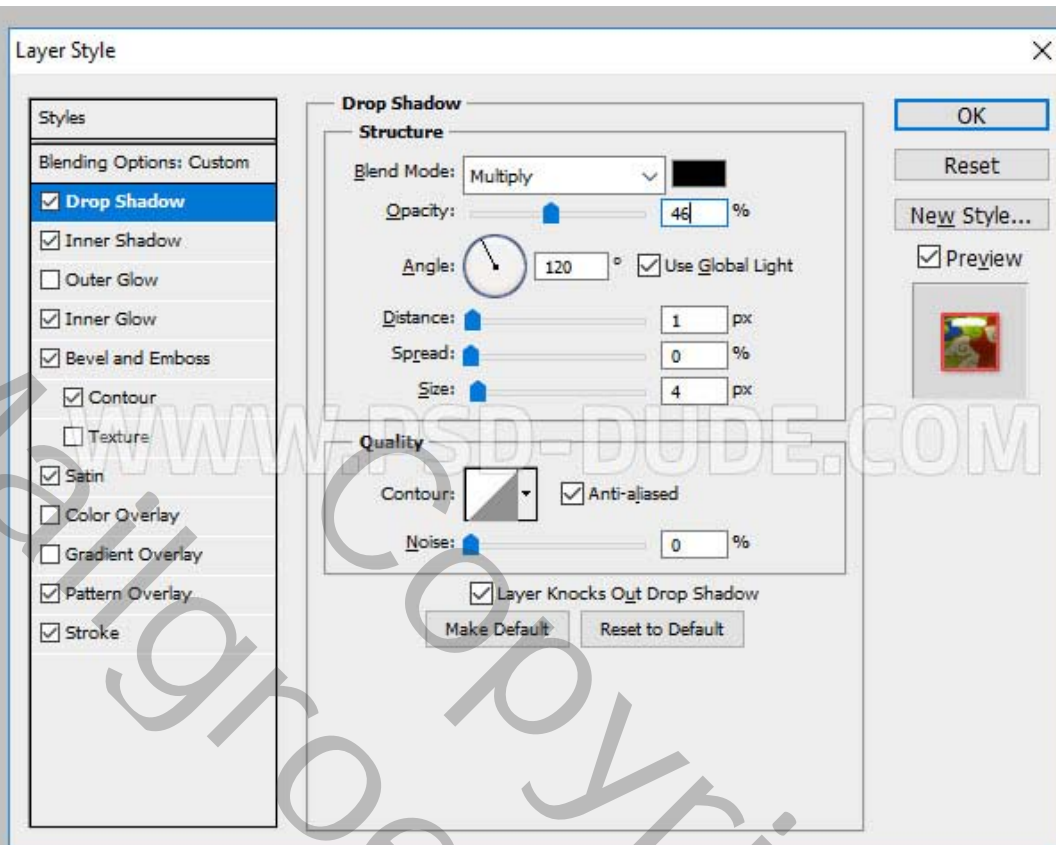 Layer Style
Styles
Blending Options: Custom
Drop Shadow
Inner Shadow
Outer Glow
Inner Glow
Bevel and Emboss
Contour
Texture
Satin
Color Overlay
Gradient Overlay
Pattern Overlay
Stroke
Drop Shadow
Structure
Blend Mode: Multiply
Opacity: 46 %
Angle: 120 ° Use Global Light
Distance: 1 px
Spread: 0 %
Size: 4 px
Quality
Contour: Anti-aliased
Noise: 0 %
Layer Knocks Out Drop Shadow
Make Default Reset to Default
OK
Reset
New Style...
Preview
WWW.PSD-DUDE.COM